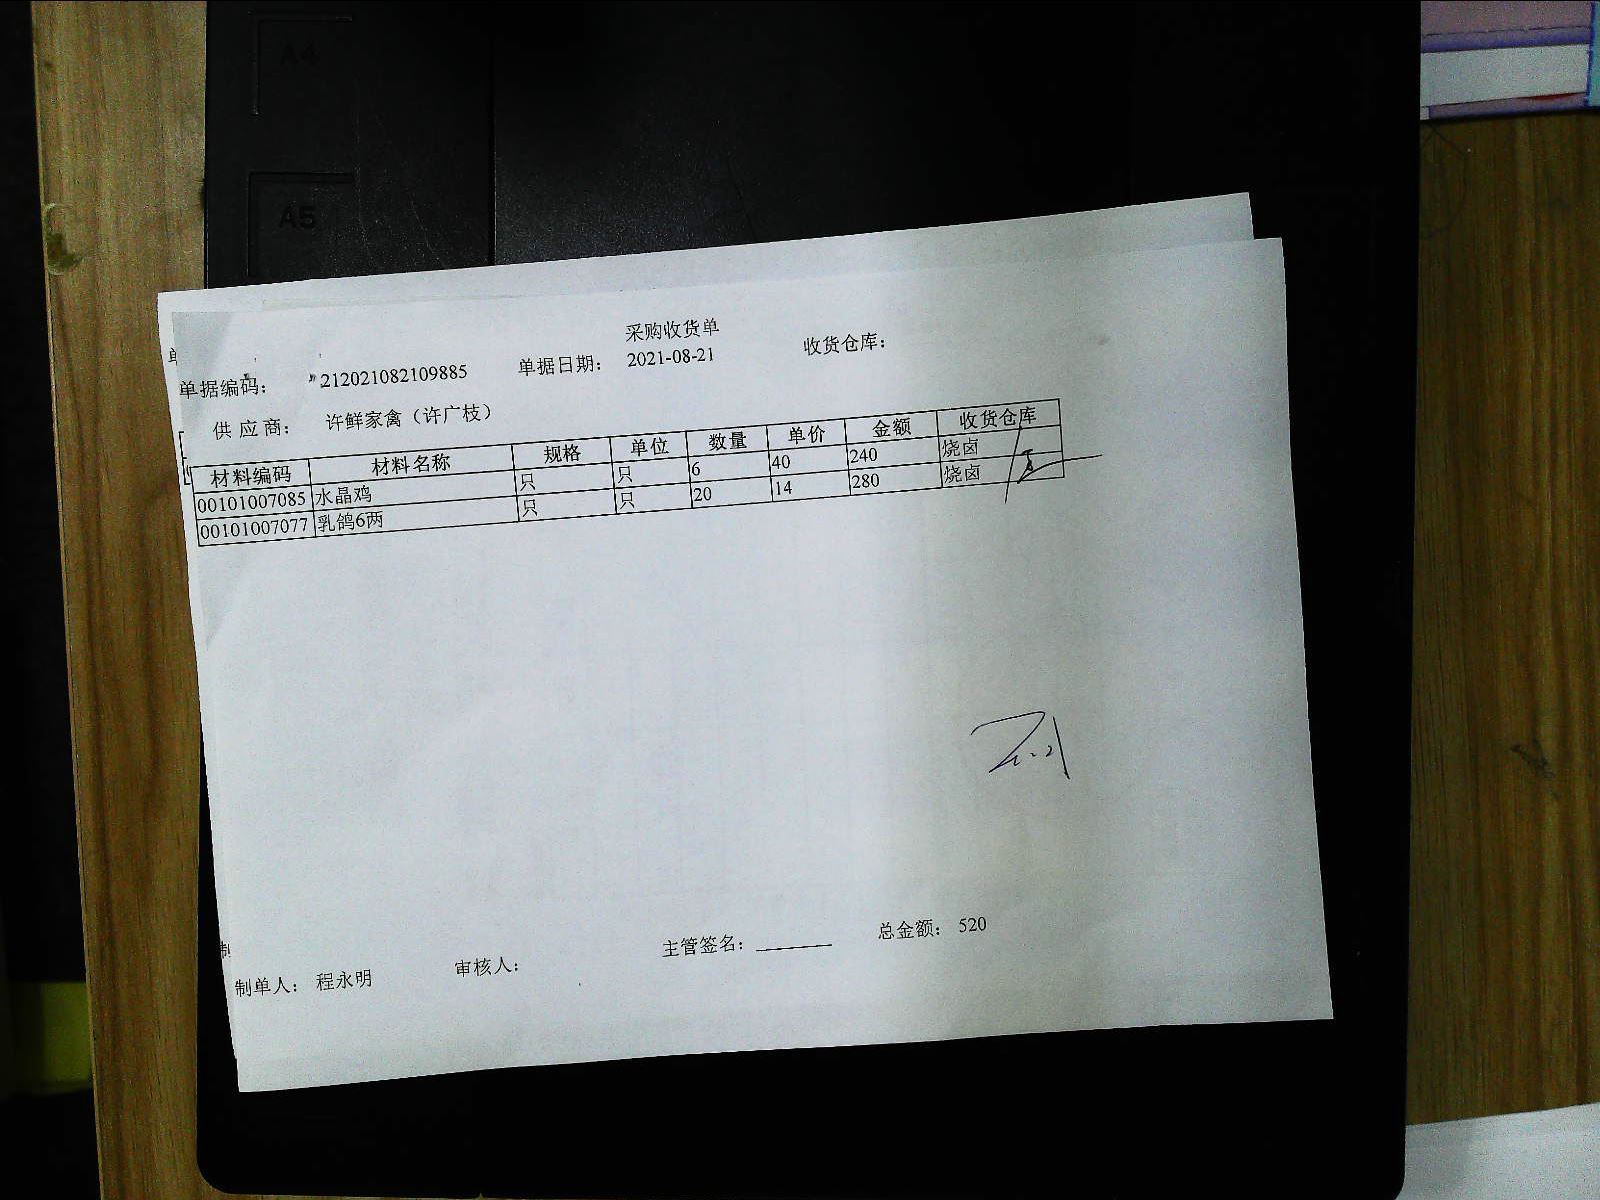 A4
A5
采购收货单
单据编码： 212021082109885 单据日期： 2021-08-21 收货仓库：
供应商： 许鲜家禽（许广枝）
材料编码 材料名称 规格 单位 数量 单价 金额 收货仓库
00101007085 水晶鸡 只 只 6 40 240 烧卤
00101007077 乳鸽6两 只 只 20 14 280 烧卤
主管签名： 总金额： 520
制单人： 程永明 审核人：